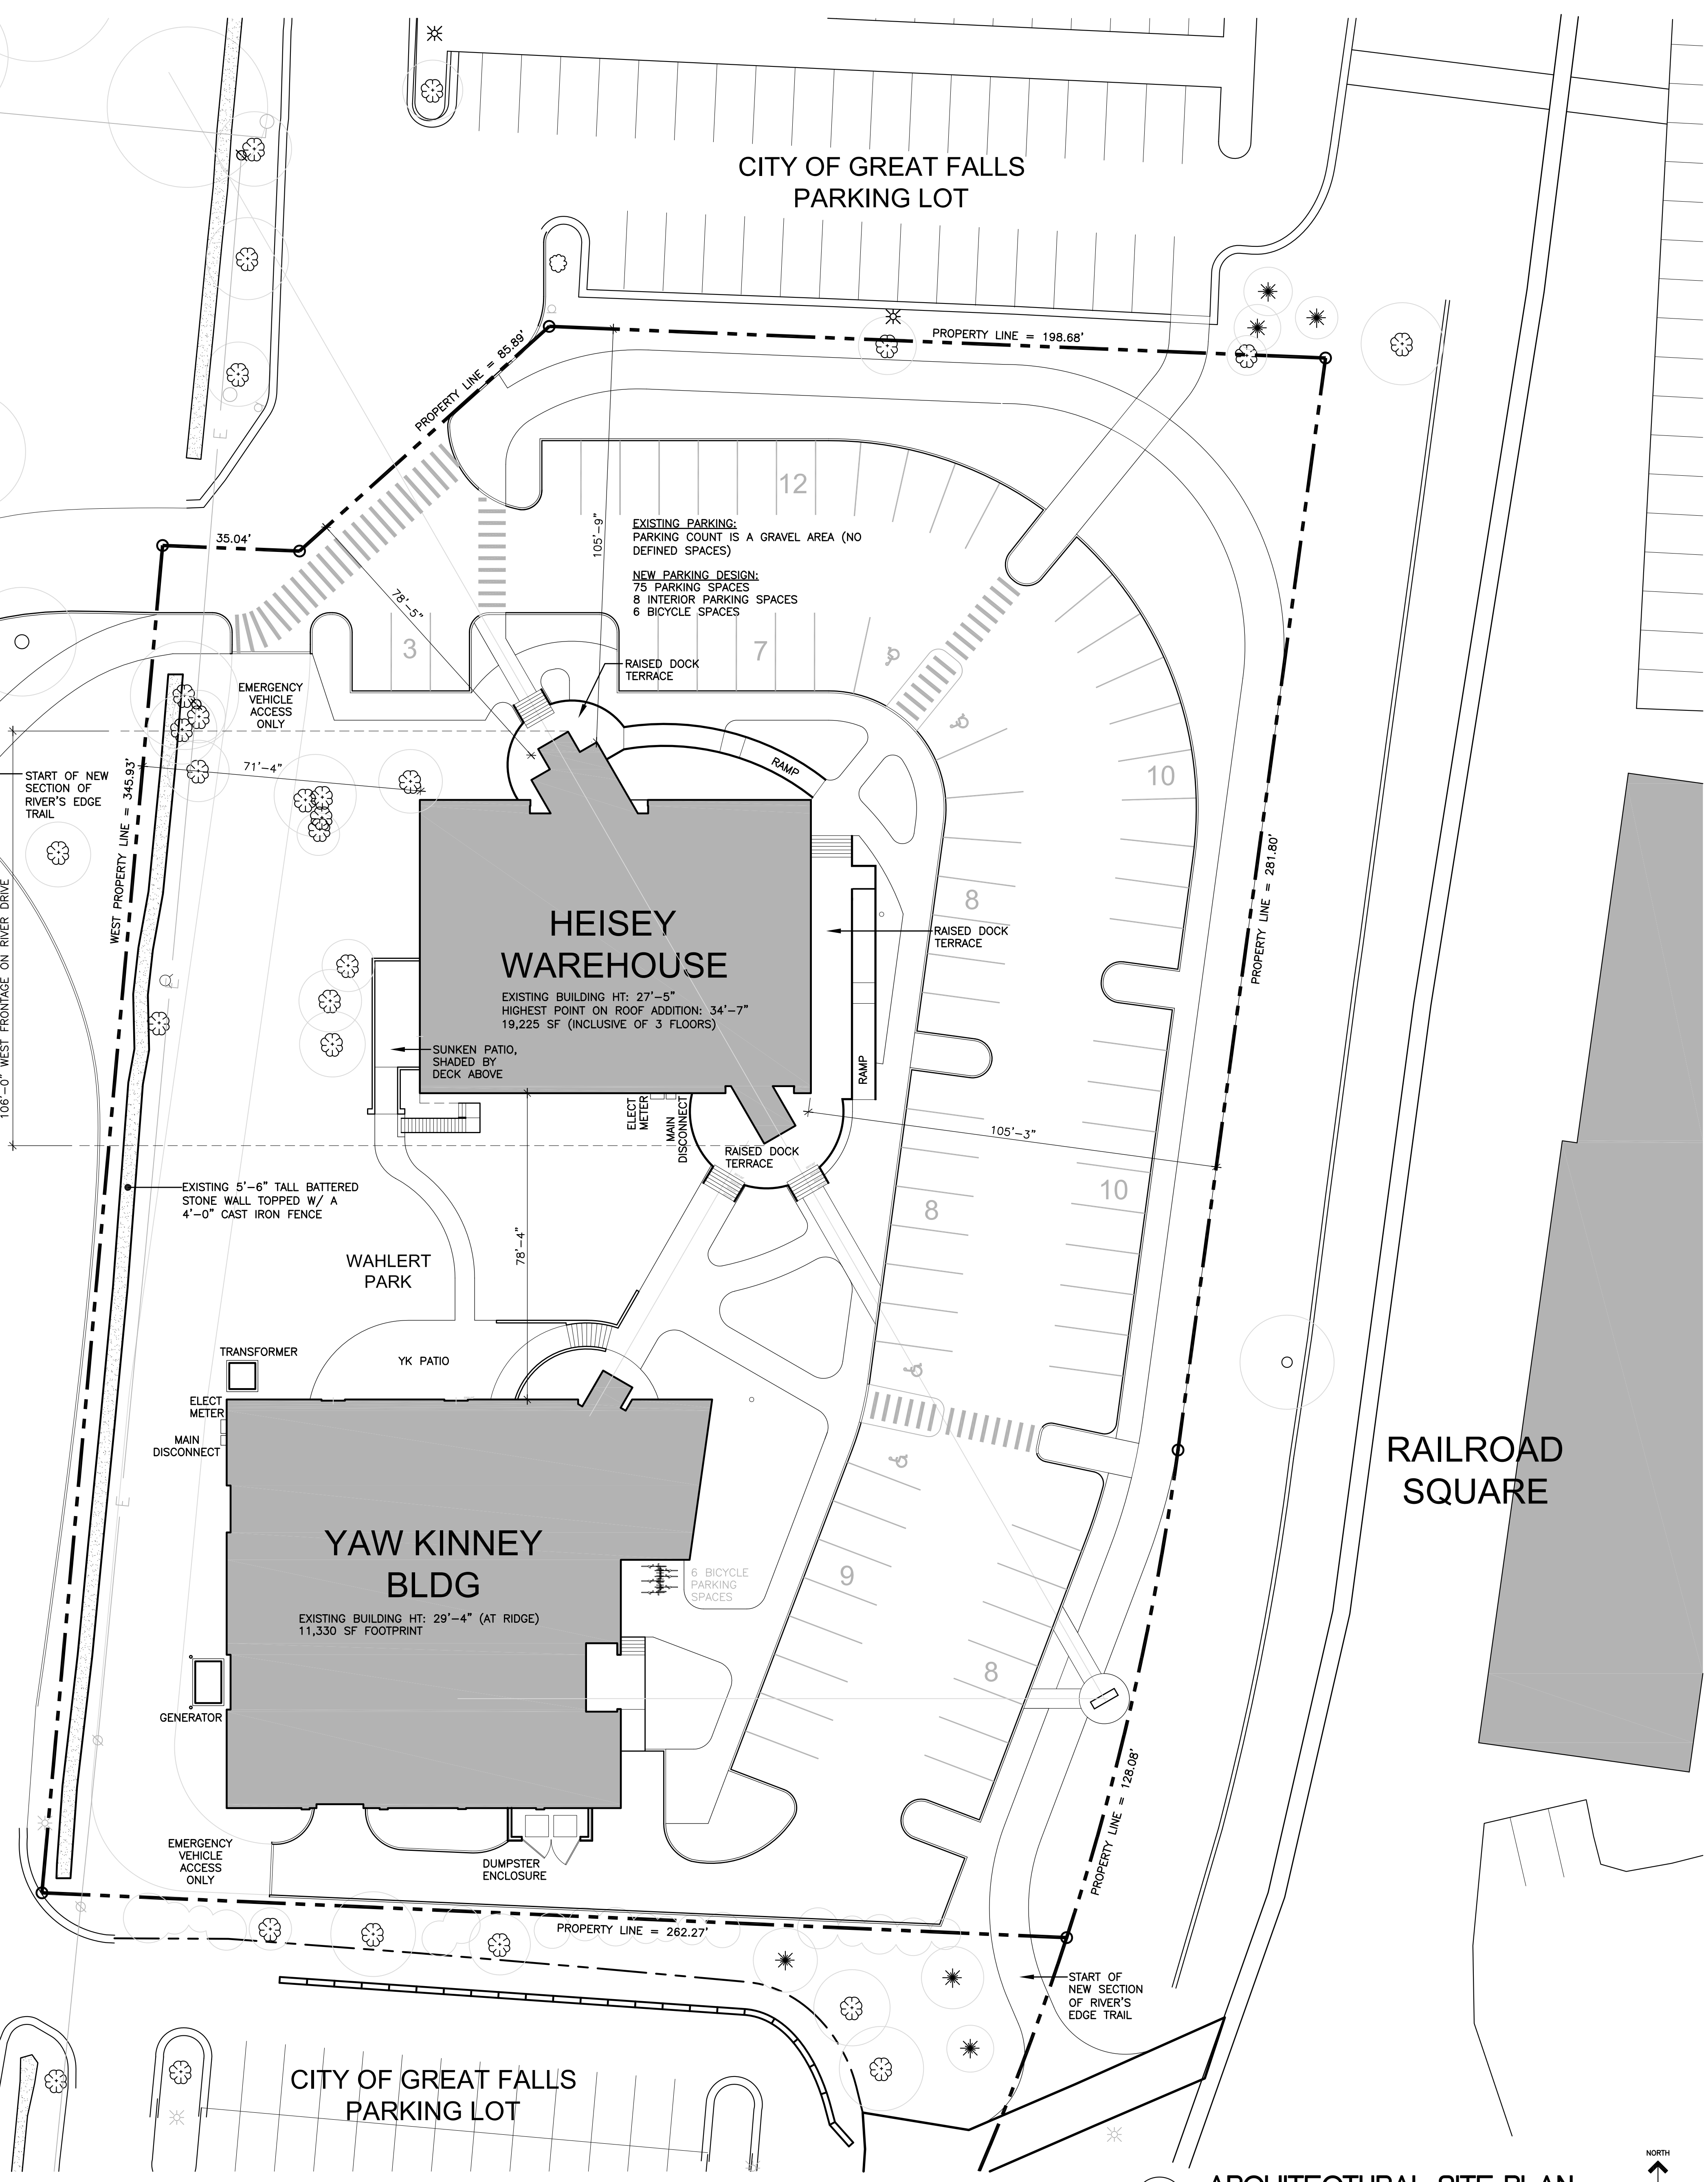 CITY OF GREAT FALLS
PARKING LOT
PROPERTY LINE = 198.68'
PROPERTY LINE = 85.89'
35.04'
12
105'-9"
EXISTING PARKING:
PARKING COUNT IS A GRAVEL AREA (NO
DEFINED SPACES)
NEW PARKING DESIGN:
75 PARKING SPACES
8 INTERIOR PARKING SPACES
6 BICYCLE SPACES
78'-5"
3
7
RAISED DOCK
TERRACE
EMERGENCY
VEHICLE
ACCESS
ONLY
71'-4"
RAMP
10
START OF NEW
SECTION OF
RIVER'S EDGE
TRAIL
WEST PROPERTY LINE = 345.93'
106'-0" WEST FRONTAGE ON RIVER DRIVE
PROPERTY LINE = 281.80'
8
RAISED DOCK
TERRACE
HEISEY
WAREHOUSE
EXISTING BUILDING HT: 27'-5"
HIGHEST POINT ON ROOF ADDITION: 34'-7"
19,225 SF (INCLUSIVE OF 3 FLOORS)
SUNKEN PATIO,
SHADED BY
DECK ABOVE
RAMP
ELECT
METER
MAIN
DISCONNECT
RAISED DOCK
TERRACE
105'-3"
EXISTING 5'-6" TALL BATTERED
STONE WALL TOPPED W/ A
4'-0" CAST IRON FENCE
10
8
78'-4"
WAHLERT
PARK
TRANSFORMER
YK PATIO
ELECT
METER
MAIN
DISCONNECT
RAILROAD
SQUARE
YAW KINNEY
BLDG
EXISTING BUILDING HT: 29'-4" (AT RIDGE)
11,330 SF FOOTPRINT
6 BICYCLE
PARKING
SPACES
9
8
GENERATOR
PROPERTY LINE = 128.08'
EMERGENCY
VEHICLE
ACCESS
ONLY
DUMPSTER
ENCLOSURE
PROPERTY LINE = 262.27'
START OF
NEW SECTION
OF RIVER'S
EDGE TRAIL
CITY OF GREAT FALLS
PARKING LOT
NORTH
ARCHITECTURAL SITE PLAN